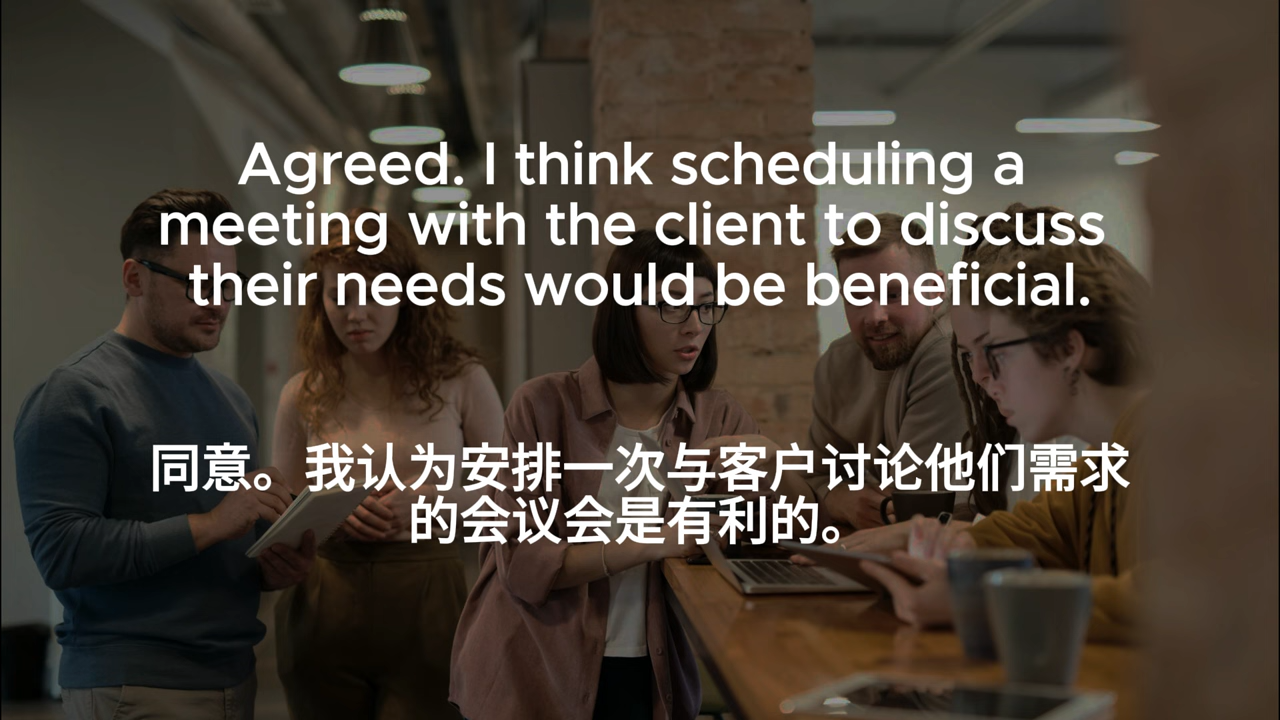 Agreed. I think scheduling a
meeting with the client to discuss
their needs would be beneficial.
同意。我认为安排一次与客户讨论他们需求
的会议会是有利的。